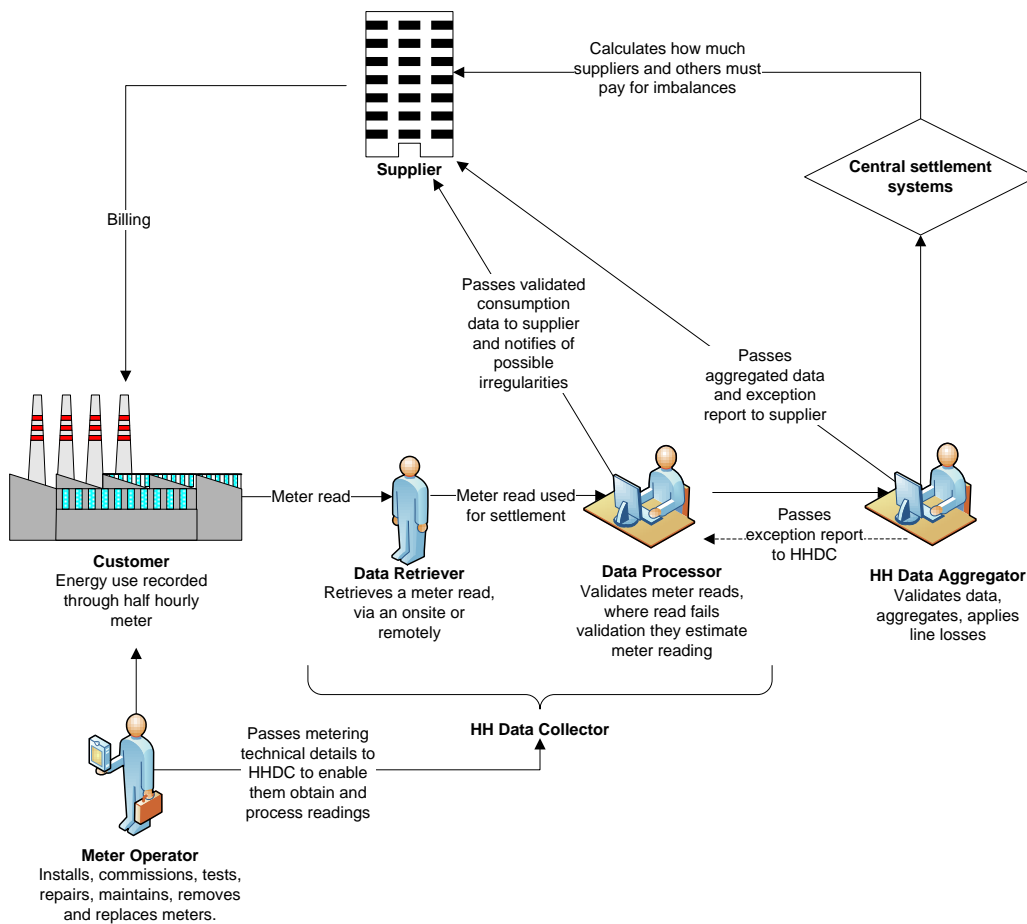 Calculates how much
suppliers and others must
pay for imbalances
Supplier
Central settlement
systems
Billing
Passes validated
consumption
data to supplier
and notifies of
possible
irregularities
Passes
aggregated data
and exception
report to supplier
Meter read
Meter read used
for settlement
Passes
exception report
to HHDC
Customer
Energy use recorded
through half hourly
meter
Data Retriever
Retrieves a meter read,
via an onsite or
remotely
Data Processor
Validates meter reads,
where read fails
validation they estimate
meter reading
HH Data Aggregator
Validates data,
aggregates, applies
line losses
HH Data Collector
Passes metering
technical details to
HHDC to enable
them obtain and
process readings
Meter Operator
Installs, commissions, tests,
repairs, maintains, removes
and replaces meters.